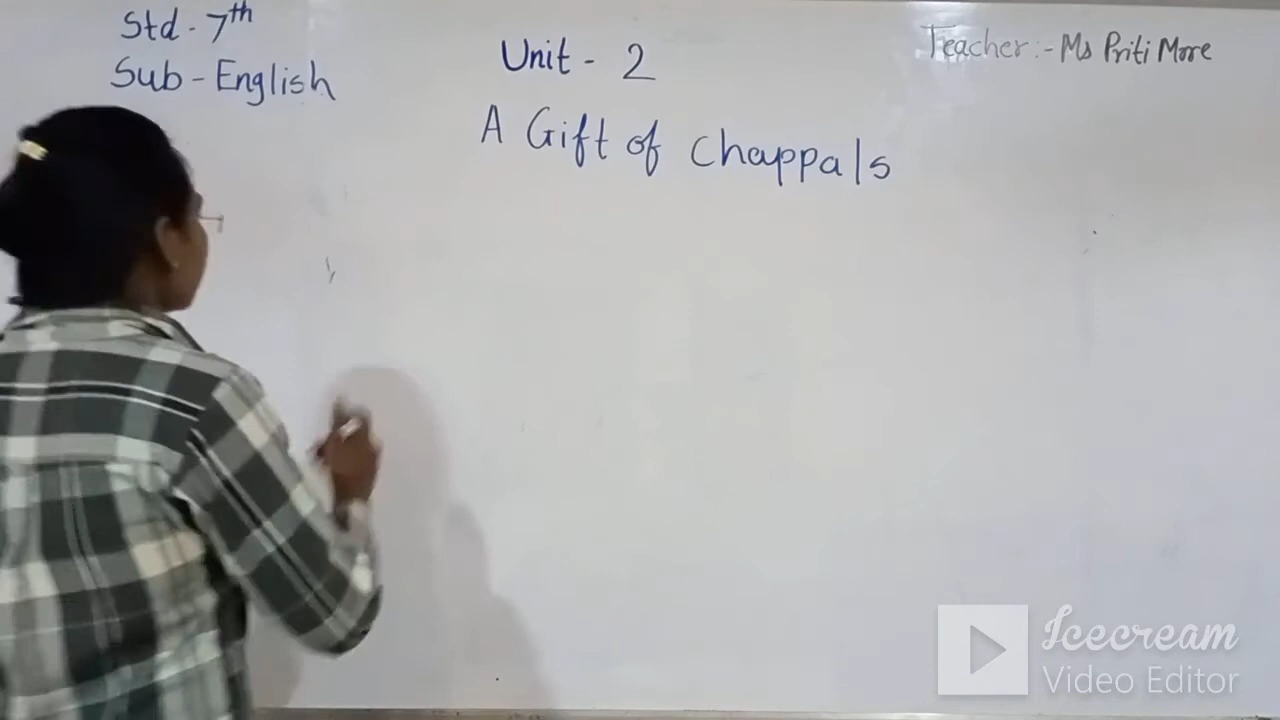 Std - 7th
Sub - English
Unit - 2
A Gift of Chappals
Teacher :- Ms Priti More
Icecream
Video Editor